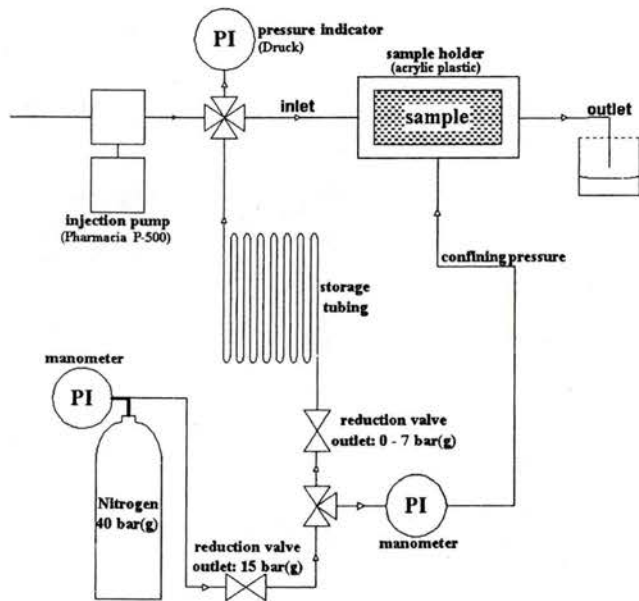 PI
pressure indicator
(Druck)
sample holder
(acrylic plastic)
inlet
sample
outlet
injection pump
(Pharmacia P-500)
confining pressure
storage
tubing
manometer
PI
reduction valve
outlet: 0 - 7 bar(g)
Nitrogen
40 bar(g)
PI
manometer
reduction valve
outlet: 15 bar(g)